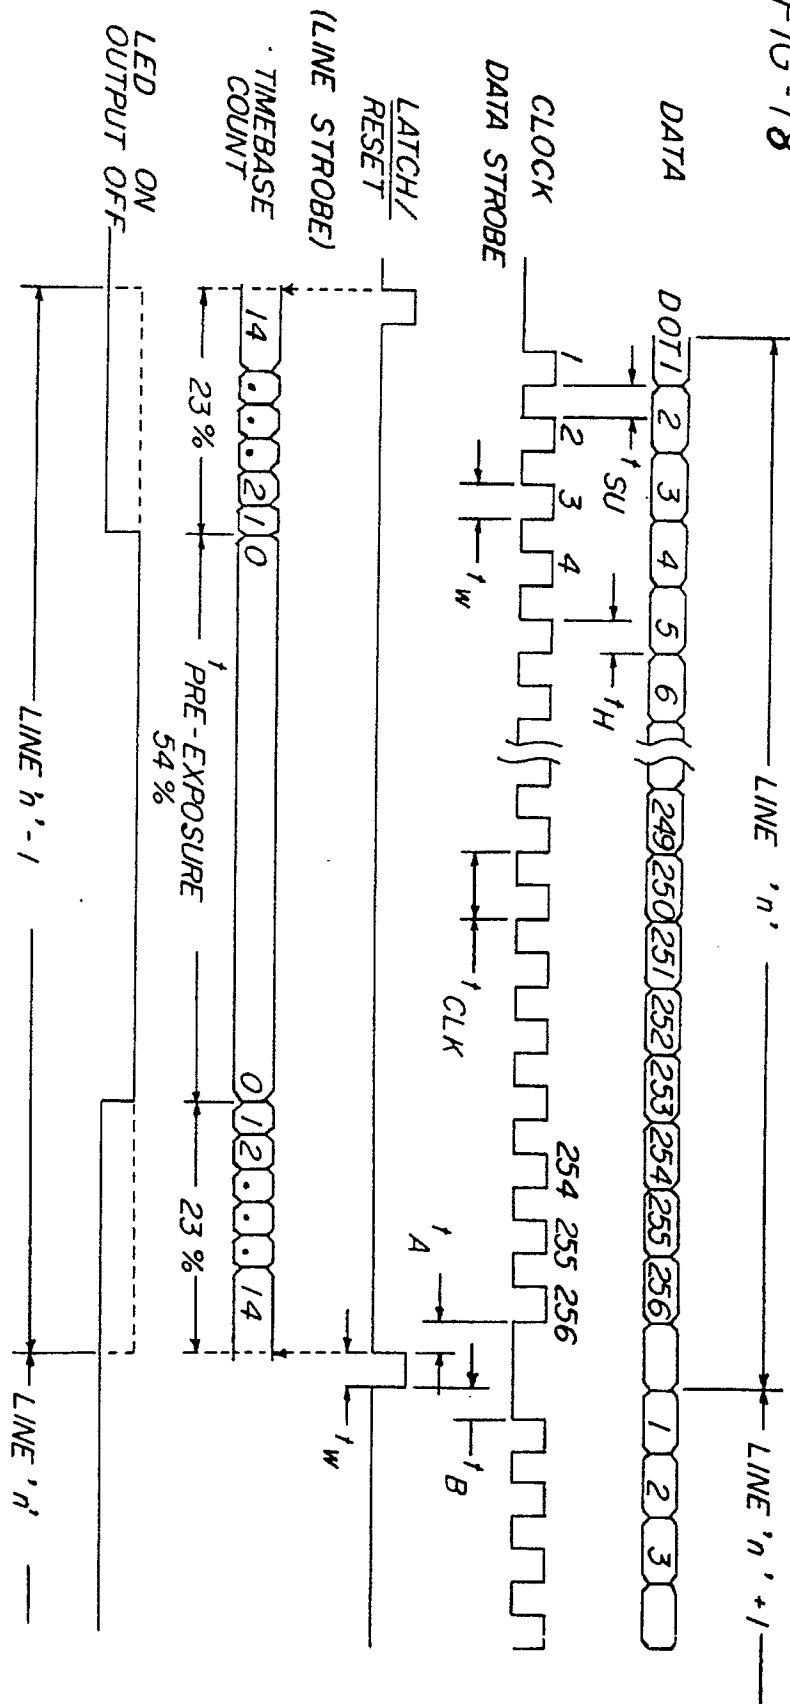 FIG-18
LINE 'n'
LINE 'n' +1
DATA
DOT1 2 3 4 5 6 249 250 251 252 253 254 255 256 1 2 3
tSU
tH
CLOCK
DATA STROBE
1 2 3 4 254 255 256
tW
tCLK
tA
tB
LATCH/
RESET
(LINE STROBE)
tW
TIMEBASE
COUNT
14 . . . 2 1 0 0 1 2 . . . 14
23%
tPRE-EXPOSURE
54%
23%
LED ON
OUTPUT OFF
LINE 'n'-1
LINE 'n'